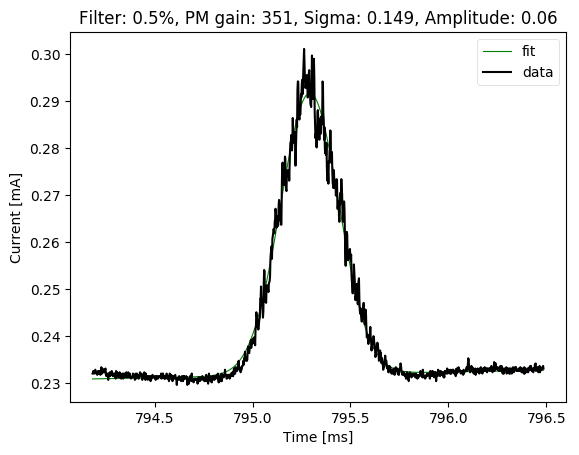 Filter: 0.5%, PM gain: 351, Sigma: 0.149, Amplitude: 0.06
fit
data
Current [mA]
0.30
0.29
0.28
0.27
0.26
0.25
0.24
0.23
794.5 795.0 795.5 796.0 796.5
Time [ms]